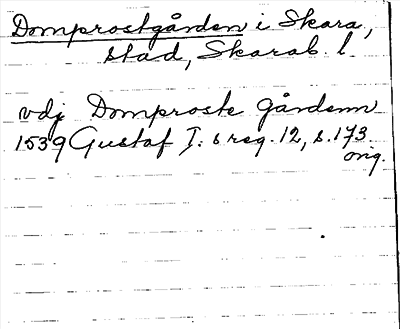 Domprostgården i Skara,
stad, Skarab. l.
vdj Domproste gårdenn
1539 Gustaf I:s reg. 12, s. 173.
orig.